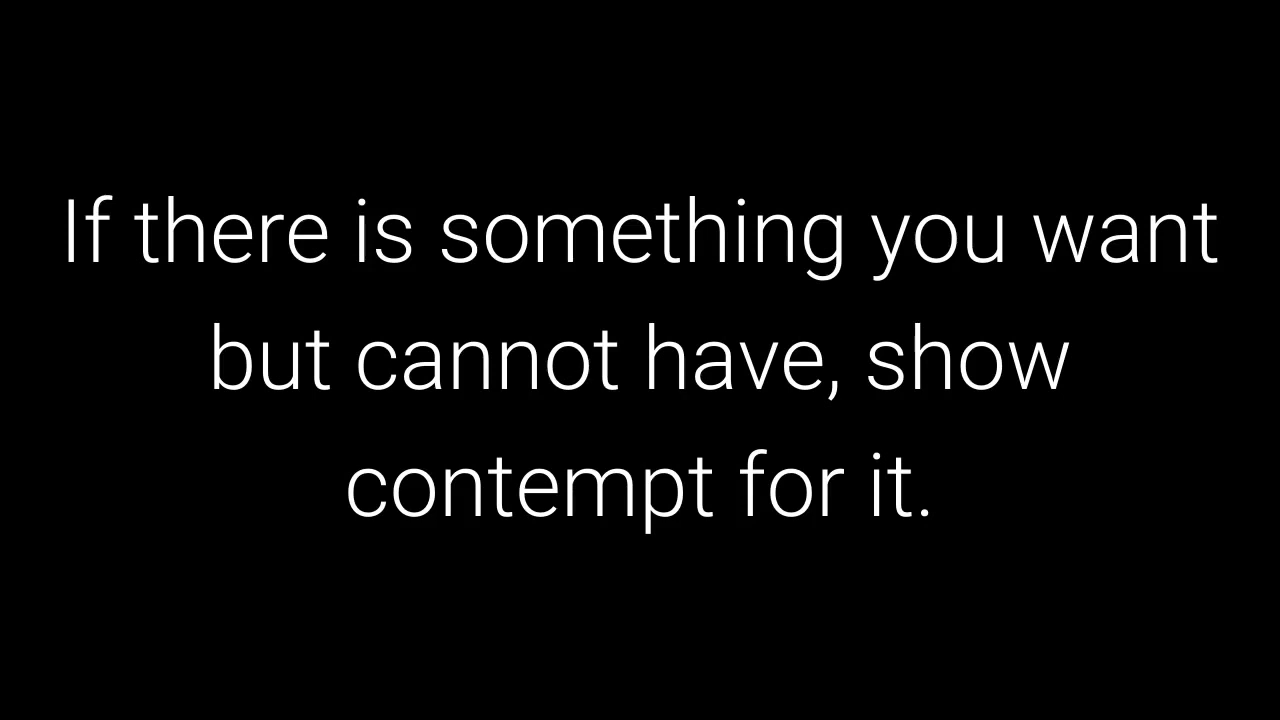 If there is something you want
but cannot have, show
contempt for it.